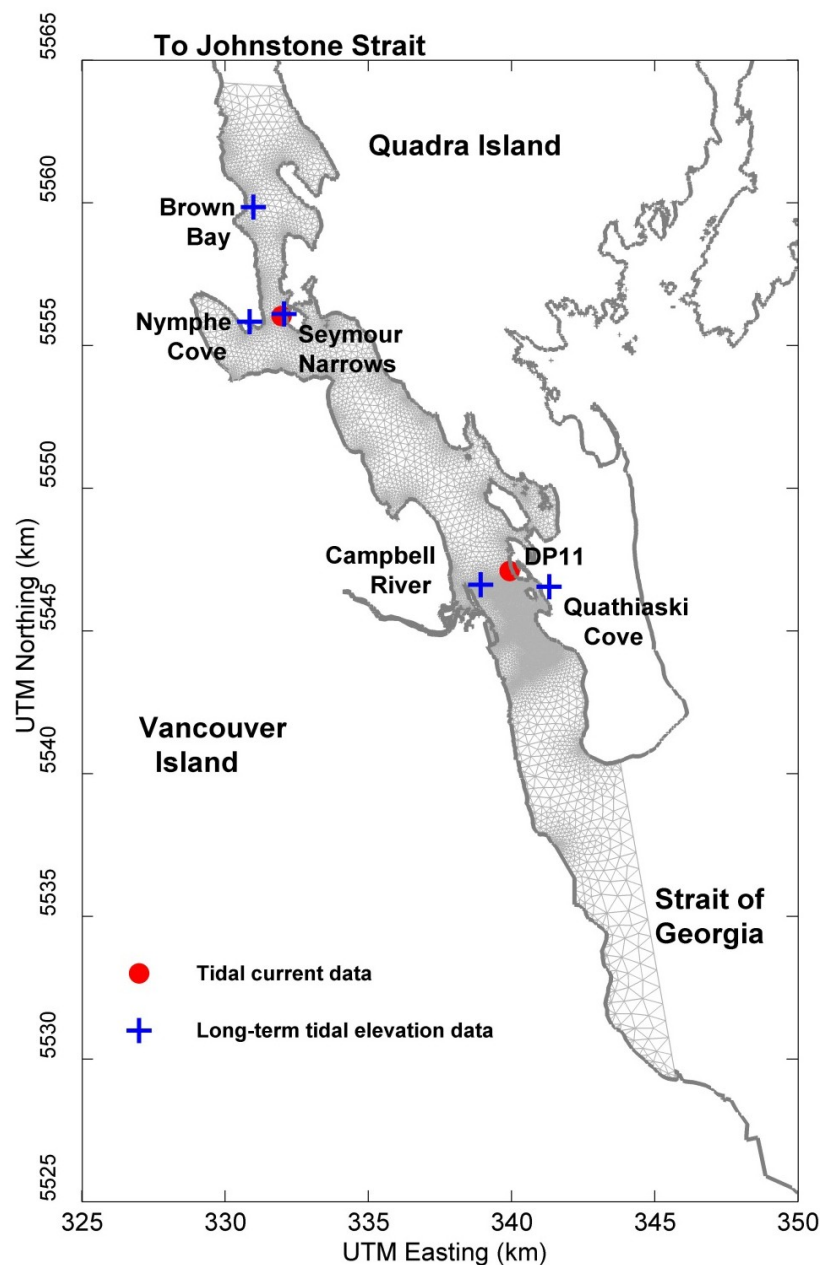 To Johnstone Strait
Quadra Island
Brown
Bay
Nymphe
Cove
Seymour
Narrows
Campbell
River
DP11
Quathiaski
Cove
Vancouver
Island
Strait of
Georgia
Tidal current data
Long-term tidal elevation data
UTM Northing (km)
5565
5560
5555
5550
5545
5540
5535
5530
5525
325
330
335
340
345
350
UTM Easting (km)